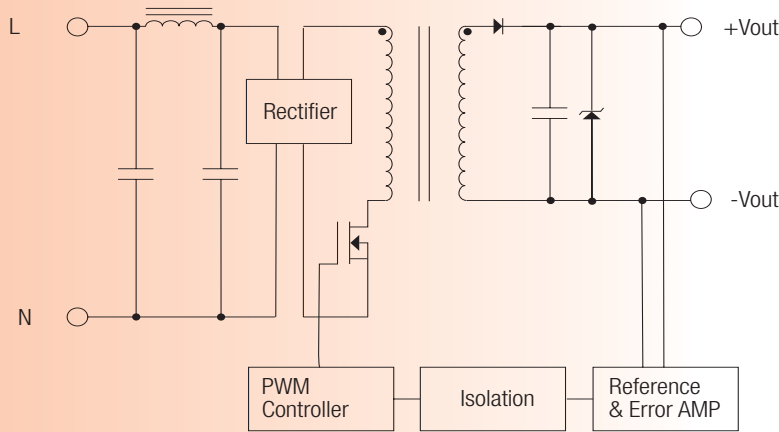 L
+Vout
Rectifier
-Vout
N
PWM
Controller
Isolation
Reference
& Error AMP